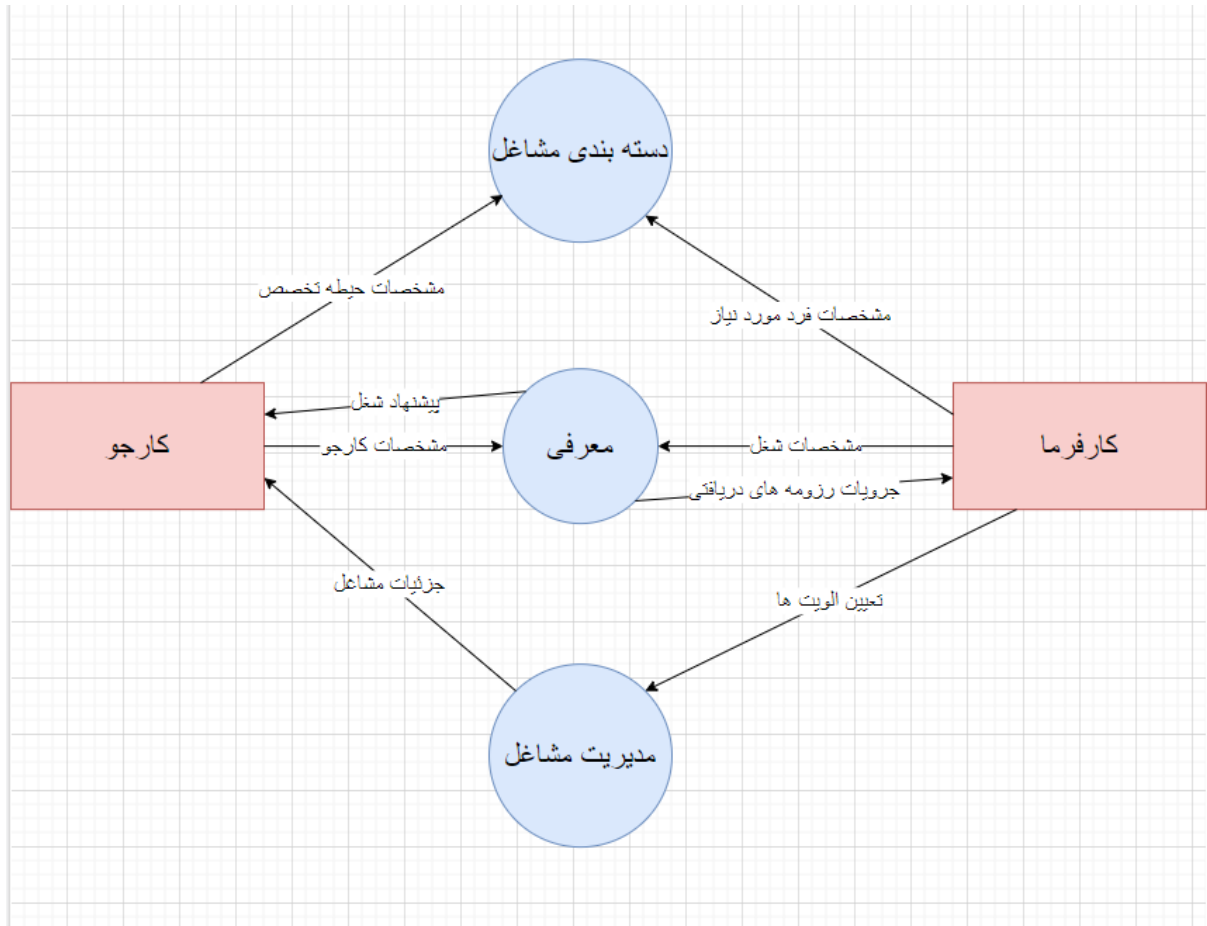 دسته بندی مشاغل
مشخصات حیطه تخصص
مشخصات فرد مورد نیاز
پیشنهاد شغل
کارفرما
مشخصات شغل
معرفی
مشخصات کارجو
کارجو
جرویات رزومه های دریافتی
جزئیات مشاغل
تعیین الویت ها
مدیریت مشاغل